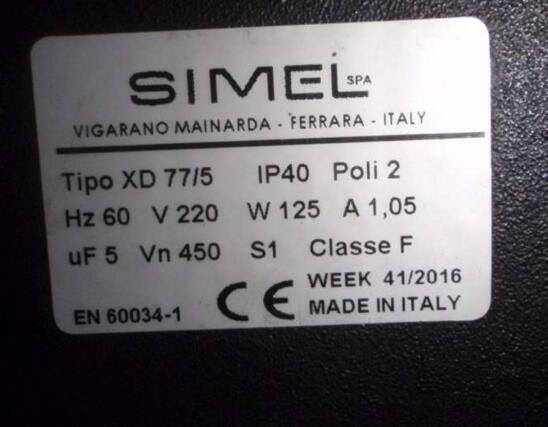 SIMEL SPA
VIGARANO MAINARDA - FERRARA - ITALY
Tipo XD 77/5 IP40 Poli 2
Hz 60 V 220 W 125 A 1,05
uF 5 Vn 450 S1 Classe F
WEEK 41/2016
EN 60034-1 CE MADE IN ITALY